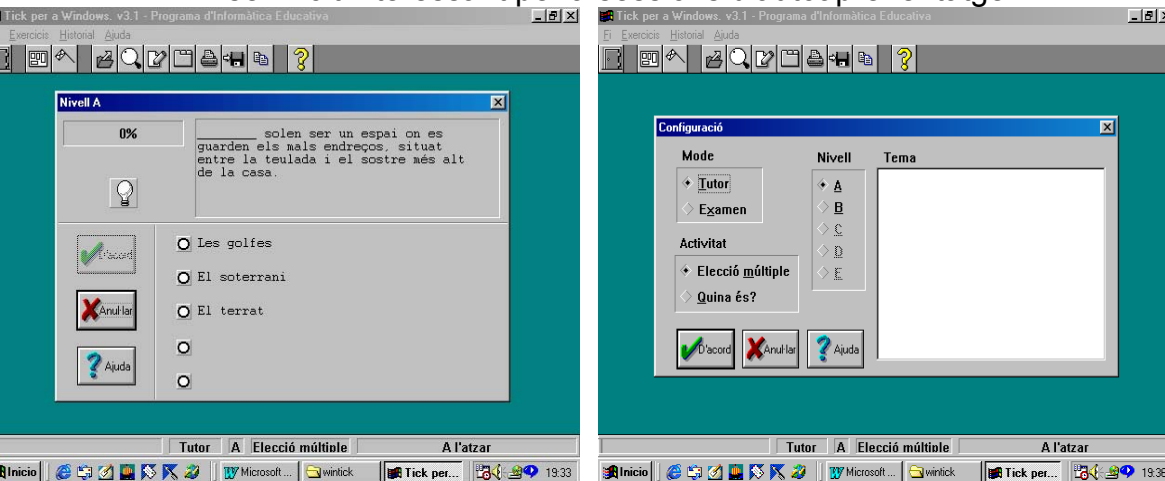 Tick per a Windows. v3.1 - Programa d'Informàtica Educativa
Exercicis Historial Ajuda
Nivell A
0%
_______ solen ser un espai on es
guarden els mals endreços, situat
entre la teulada i el sostre més alt
de la casa.
D'acord
Anul·lar
Ajuda
Les golfes
El soterrani
El terrat
Tutor A Elecció múltiple A l'atzar
Inicio Microsoft ... wintick Tick per... 19:33
Tick per a Windows. v3.1 - Programa d'Informàtica Educativa
Fi Exercicis Historial Ajuda
Configuració
Mode
Tutor
Examen
Activitat
Elecció múltiple
Quina és?
Nivell
A
B
C
D
E
Tema
D'acord Anul·lar Ajuda
Tutor A Elecció múltiple A l'atzar
Inicio Microsoft ... wintick Tick per... 19:36